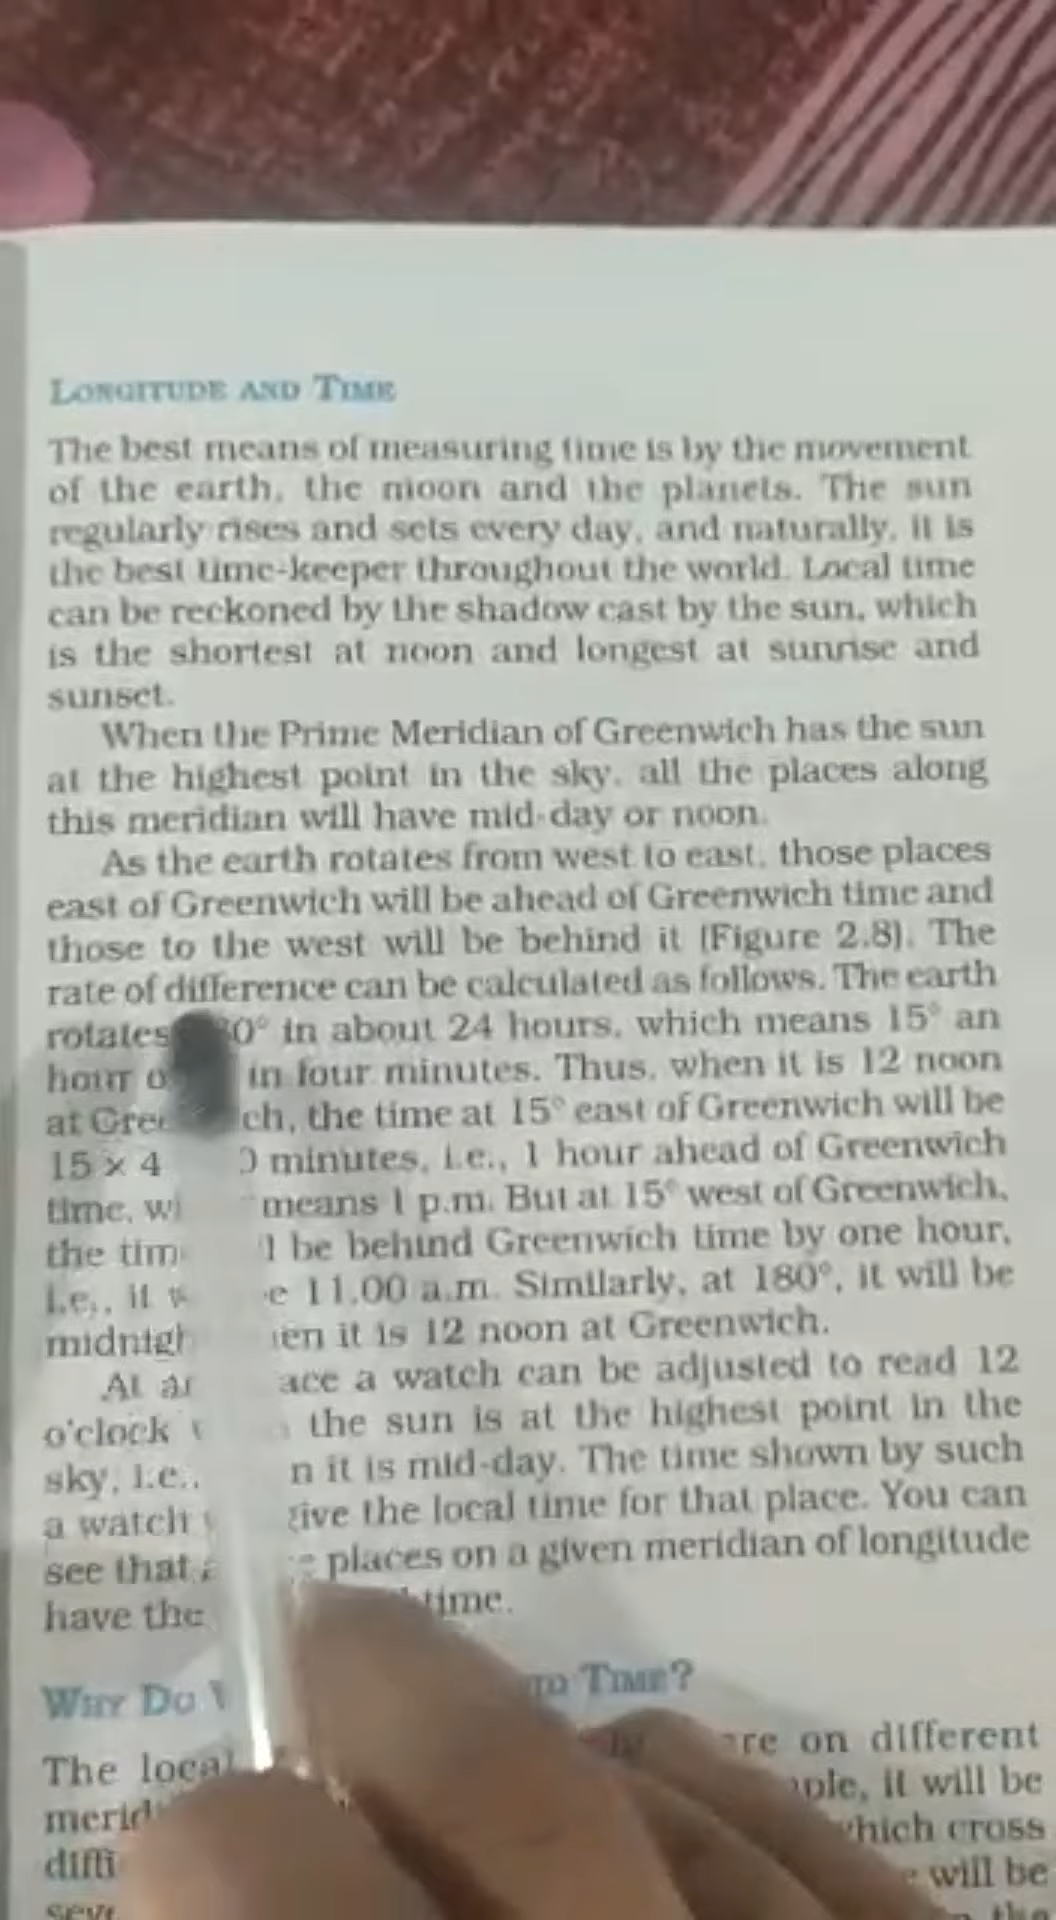 LONGITUDE AND TIME
The best means of measuring time is by the movement
of the earth, the moon and the planets. The sun
regularly rises and sets every day, and naturally, it is
the best time-keeper throughout the world. Local time
can be reckoned by the shadow cast by the sun, which
is the shortest at noon and longest at sunrise and
sunset.
When the Prime Meridian of Greenwich has the sun
at the highest point in the sky, all the places along
this meridian will have mid-day or noon.
As the earth rotates from west to east, those places
east of Greenwich will be ahead of Greenwich time and
those to the west will be behind it (Figure 2.8). The
rate of difference can be calculated as follows. The earth
rotates 0° in about 24 hours, which means 15° an
hour in four minutes. Thus, when it is 12 noon
at ch, the time at 15° east of Greenwich will be
15 × 4 minutes, i.e., 1 hour ahead of Greenwich
time, means 1 p.m. But at 15° west of Greenwich,
the be behind Greenwich time by one hour,
i.e., it 11.00 a.m. Similarly, at 180°, it will be
it is 12 noon at Greenwich.
At a watch can be adjusted to read 12
o'clock the sun is at the highest point in the
sky, i.e., it is mid-day. The time shown by such
a watch give the local time for that place. You can
see that places on a given meridian of longitude
have the time.
WHY DO TIME?
The local on different
it will be
cross
will be
the